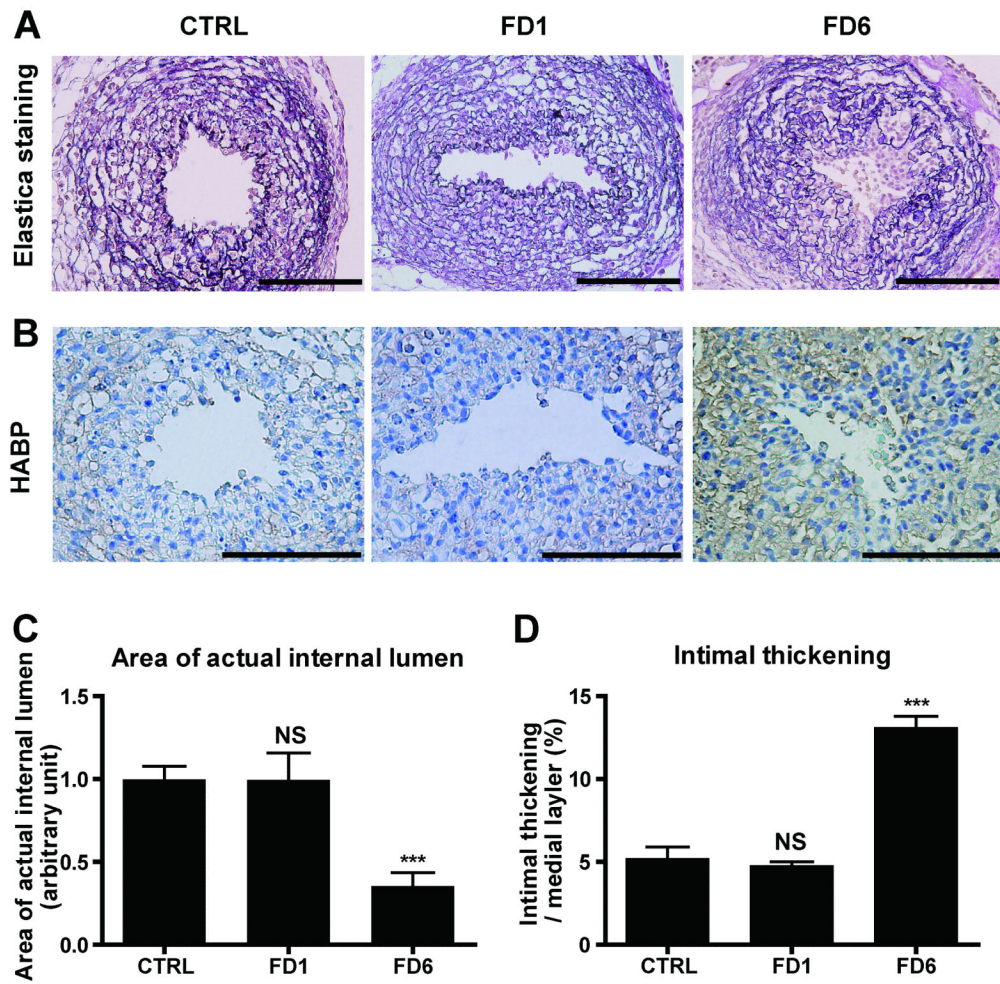 A
CTRL
FD1
FD6
Elastica staining
B
HABP
C
Area of actual internal lumen
Area of actual internal lumen
(arbitrary unit)
1.5
1.0
0.5
0.0
NS
***
CTRL
FD1
FD6
D
Intimal thickening
Intimal thickening
/ medial layler (%)
15
10
5
0
NS
***
CTRL
FD1
FD6